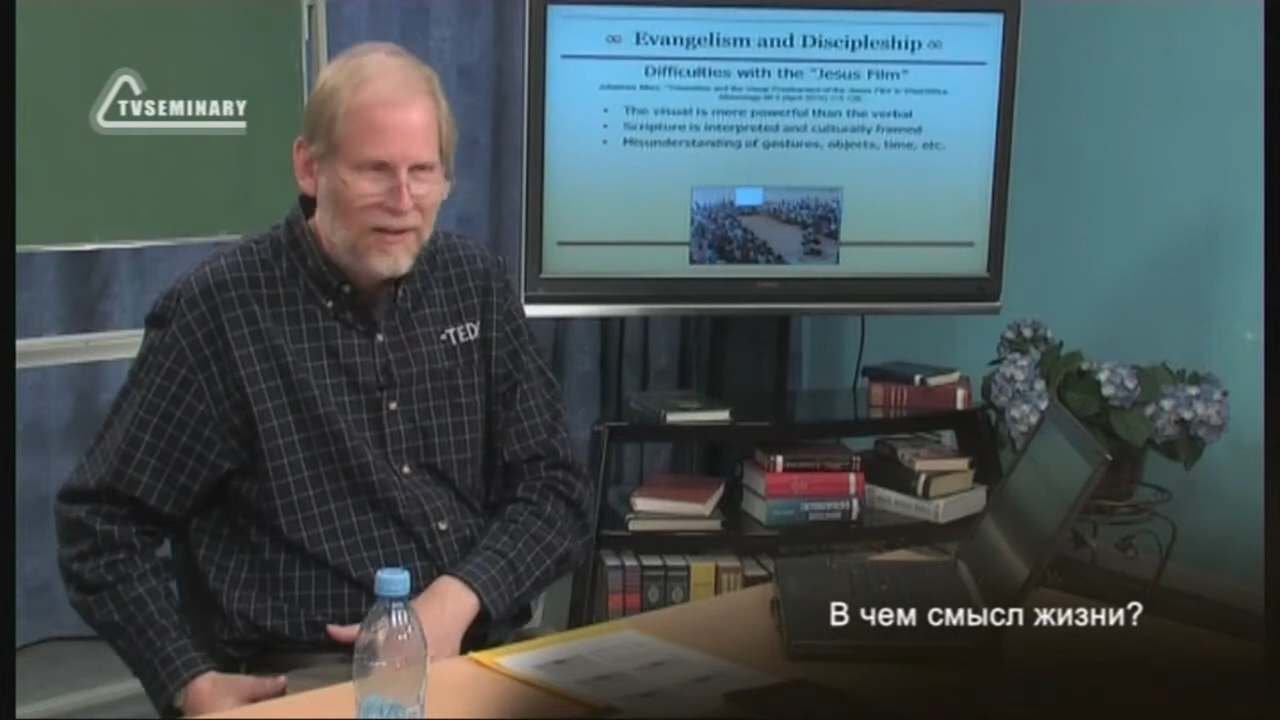 TVSEMINARY
∞ Evangelism and Discipleship ∞
Difficulties with the "Jesus Film"
• The visual is more powerful than the verbal
• Scripture is interpreted and culturally framed
• Misunderstanding of gestures, objects, time, etc.
TED
В чем смысл жизни?